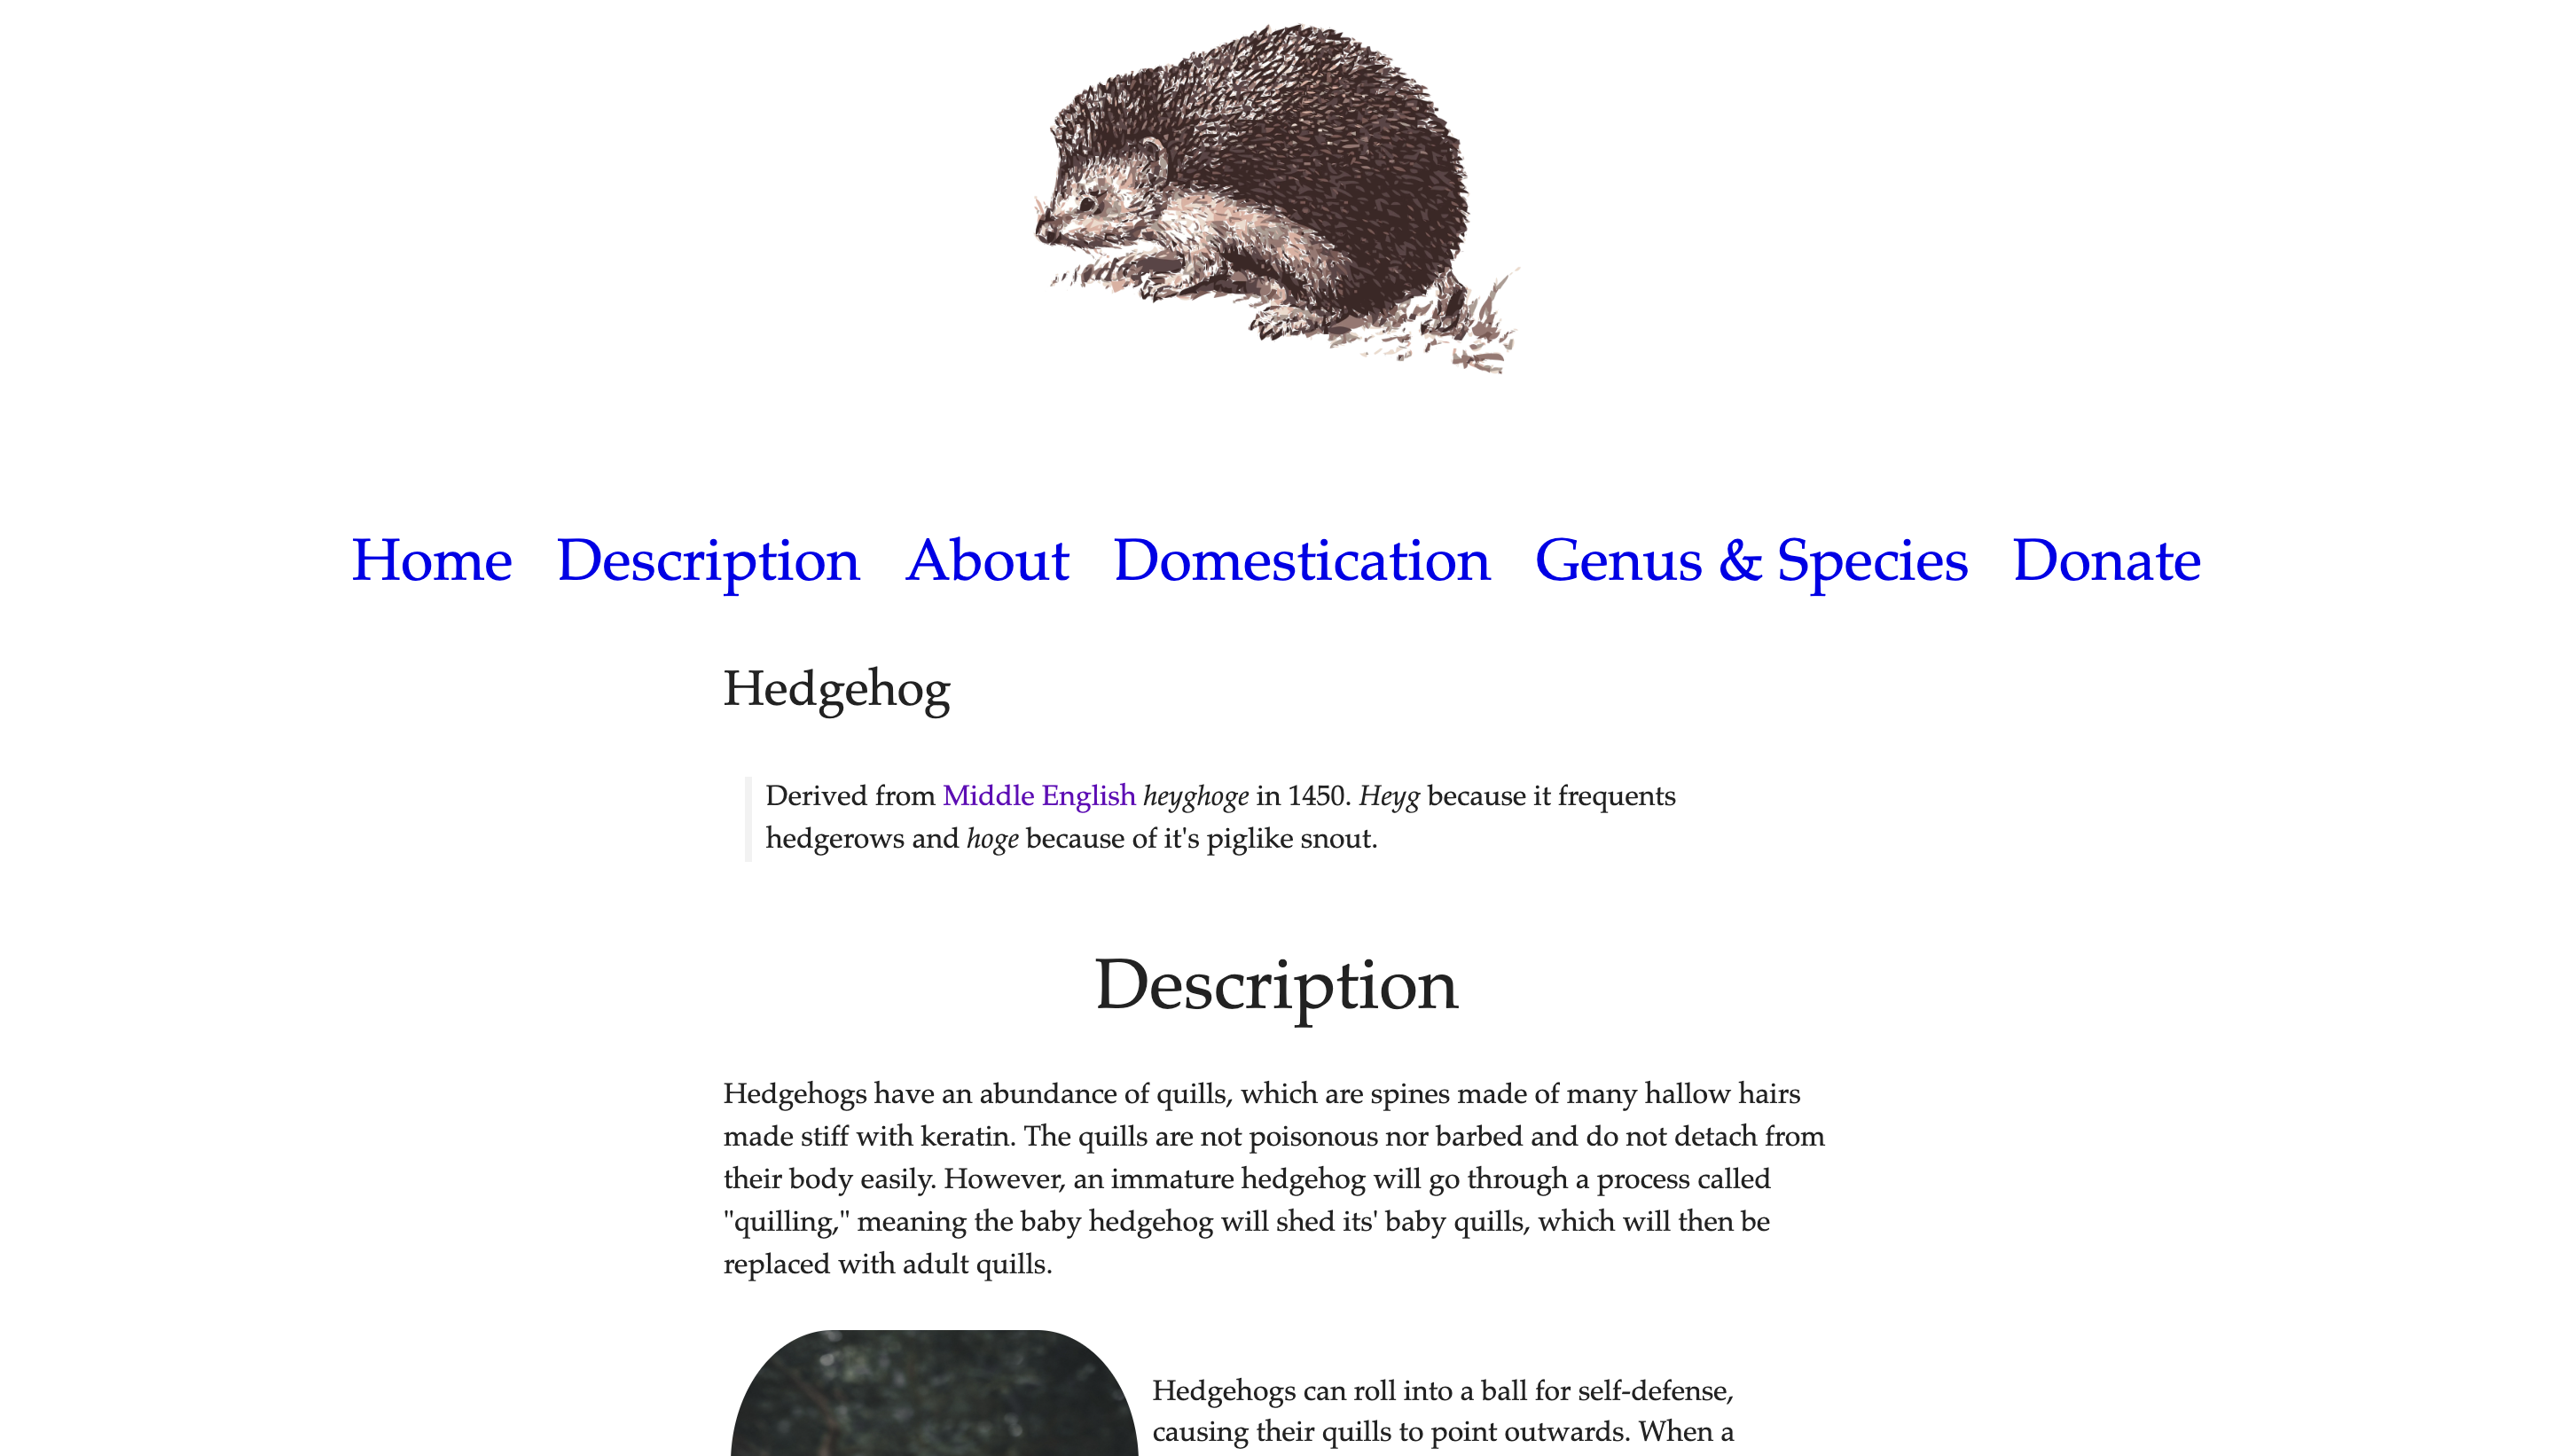 Home Description About Domestication Genus & Species Donate
Hedgehog
Derived from Middle English heyghoge in 1450. Heyg because it frequents
hedgerows and hoge because of it's piglike snout.
Description
Hedgehogs have an abundance of quills, which are spines made of many hallow hairs
made stiff with keratin. The quills are not poisonous nor barbed and do not detach from
their body easily. However, an immature hedgehog will go through a process called
"quilling," meaning the baby hedgehog will shed its' baby quills, which will then be
replaced with adult quills.
Hedgehogs can roll into a ball for self-defense,
causing their quills to point outwards. When a